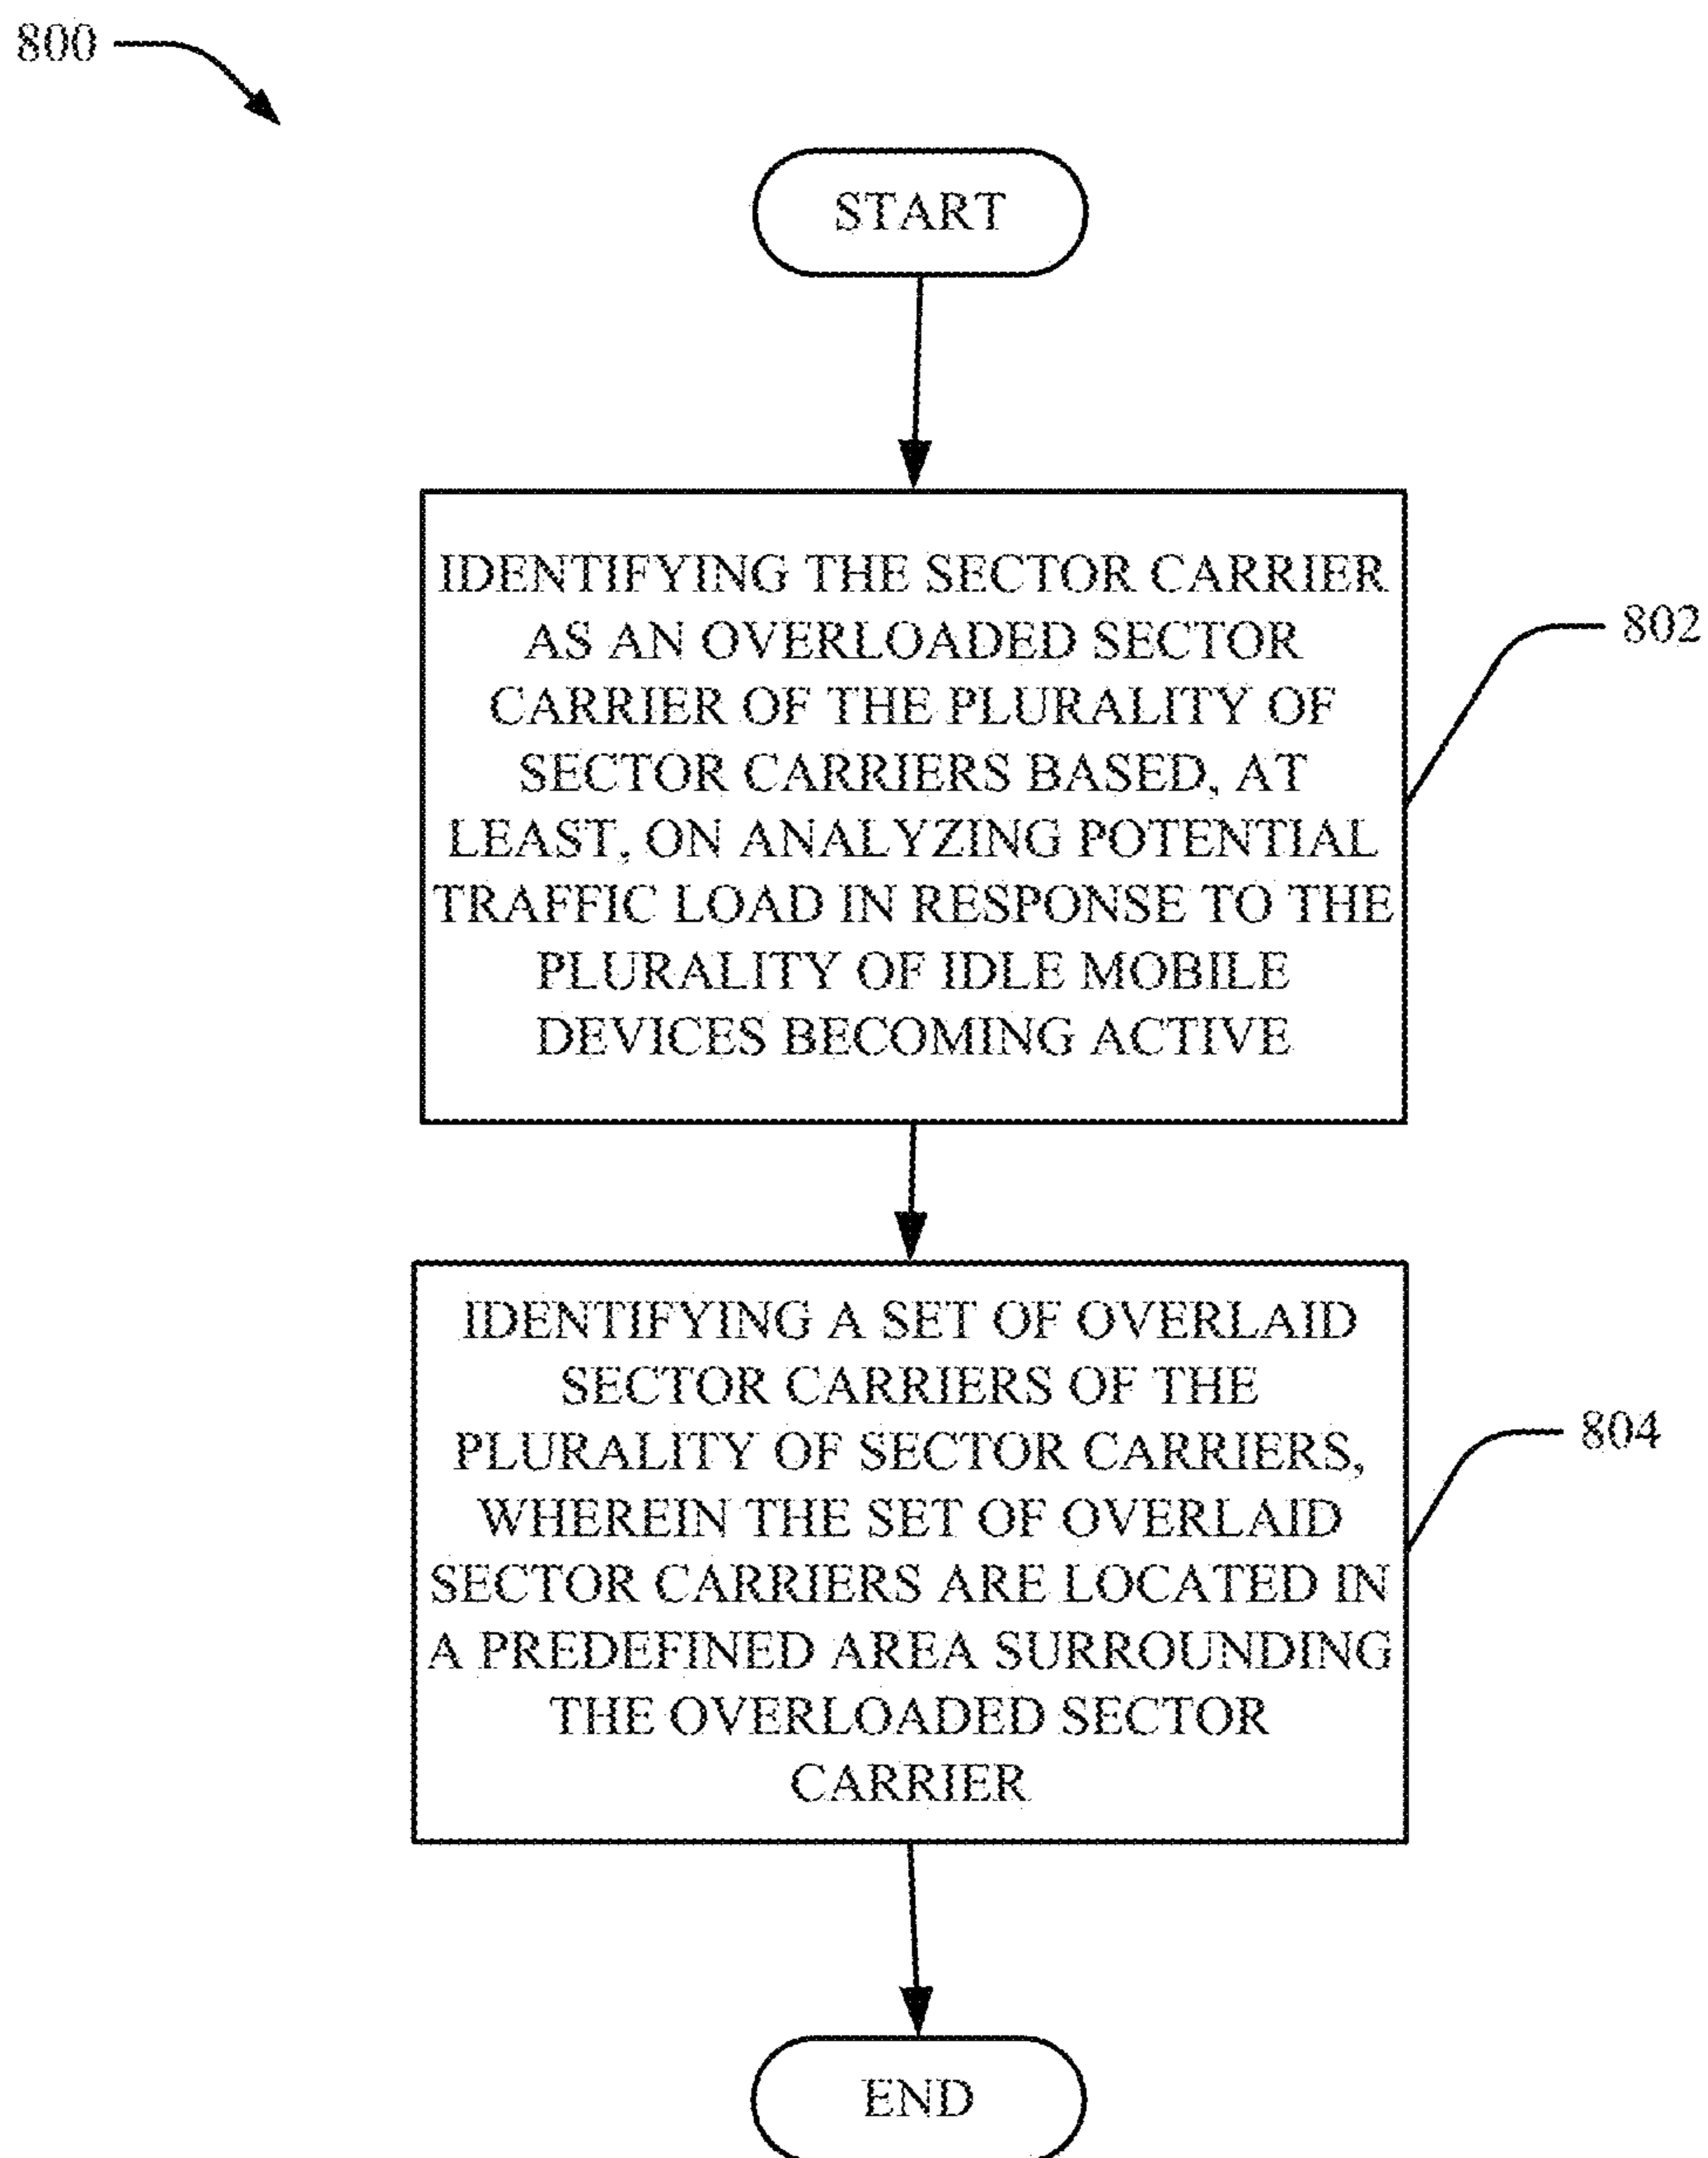 800
START
IDENTIFYING THE SECTOR CARRIER
AS AN OVERLOADED SECTOR
CARRIER OF THE PLURALITY OF
SECTOR CARRIERS BASED, AT
LEAST, ON ANALYZING POTENTIAL
TRAFFIC LOAD IN RESPONSE TO THE
PLURALITY OF IDLE MOBILE
DEVICES BECOMING ACTIVE
802
IDENTIFYING A SET OF OVERLAID
SECTOR CARRIERS OF THE
PLURALITY OF SECTOR CARRIERS,
WHEREIN THE SET OF OVERLAID
SECTOR CARRIERS ARE LOCATED IN
A PREDEFINED AREA SURROUNDING
THE OVERLOADED SECTOR
CARRIER
804
END